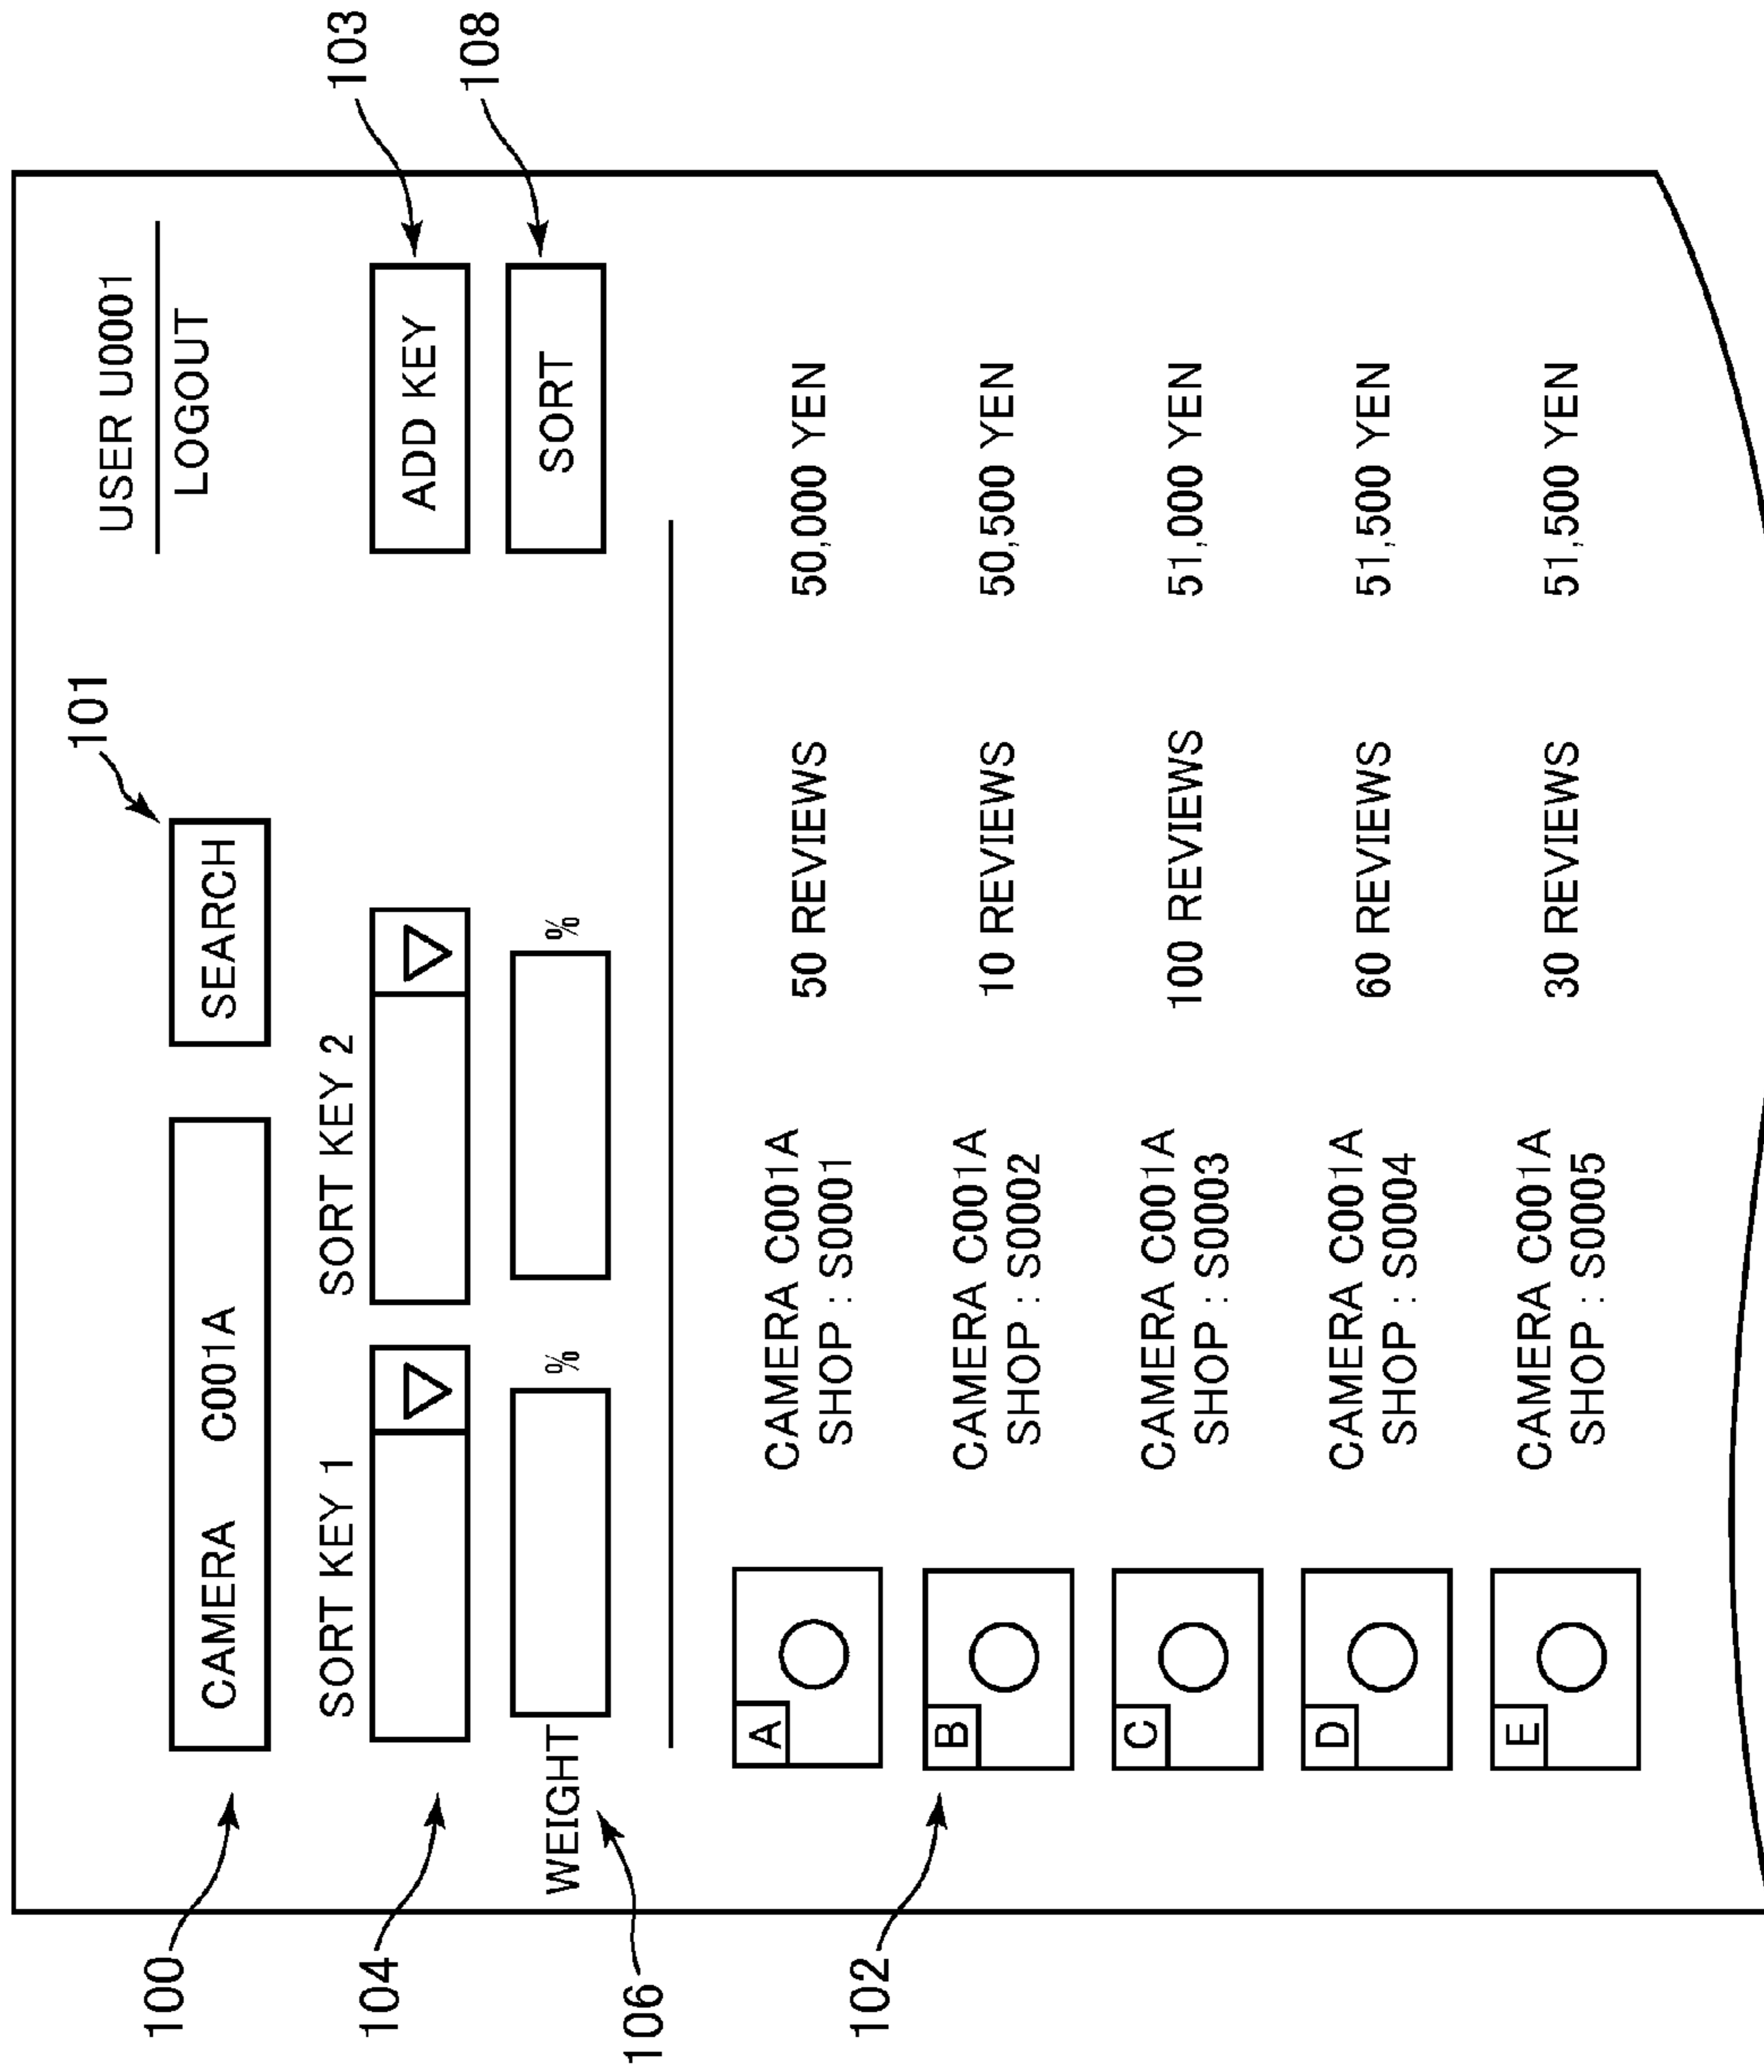 USER U0001
LOGOUT
101
100
CAMERA C001A
SEARCH
SORT KEY 1
SORT KEY 2
103
104
ADD KEY
108
WEIGHT
%
%
SORT
106
102
A
CAMERA C001A
SHOP : S0001
50 REVIEWS
50,000 YEN
B
CAMERA C001A
SHOP : S0002
10 REVIEWS
50,500 YEN
C
CAMERA C001A
SHOP : S0003
100 REVIEWS
51,000 YEN
D
CAMERA C001A
SHOP : S0004
60 REVIEWS
51,500 YEN
E
CAMERA C001A
SHOP : S0005
30 REVIEWS
51,500 YEN